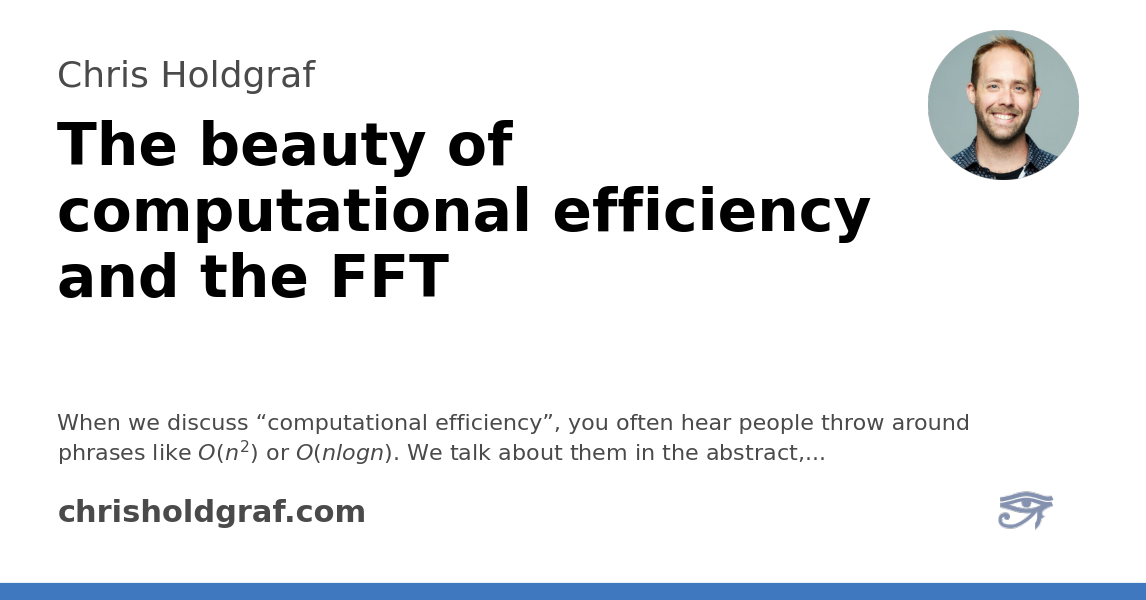 Chris Holdgraf
The beauty of
computational efficiency
and the FFT
When we discuss “computational efficiency”, you often hear people throw around
phrases like O(n²) or O(nlogn). We talk about them in the abstract,...
chrisholdgraf.com